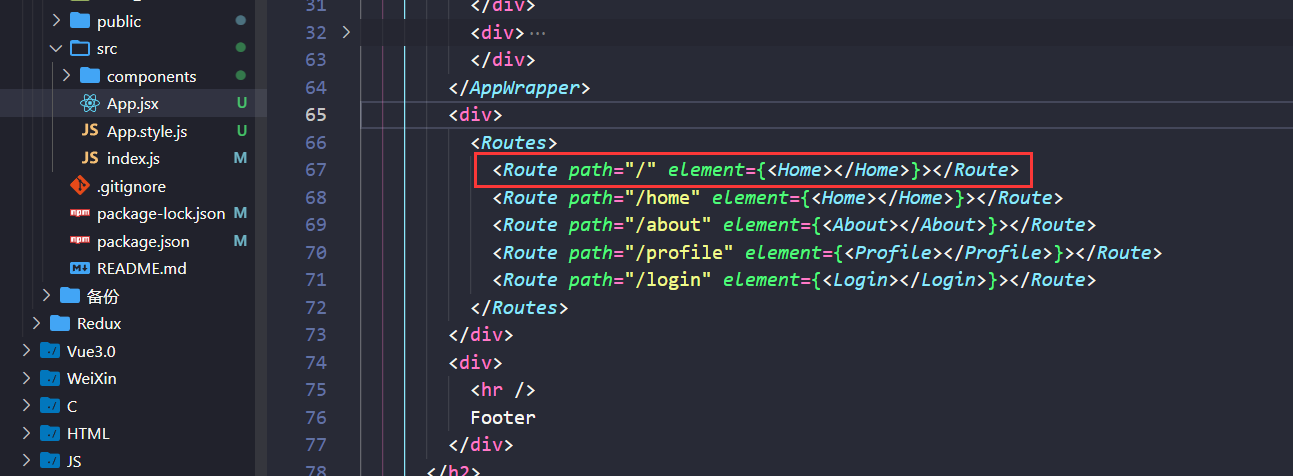 public
src
components
App.jsx U
App.style.js U
index.js M
.gitignore
package-lock.json M
package.json M
README.md
备份
Redux
Vue3.0
WeiXin
C
HTML
JS
31 </div>
32 <div>…
63 </div>
64 </AppWrapper>
65 <div>
66 <Routes>
67 <Route path="/" element={<Home></Home>}></Route>
68 <Route path="/home" element={<Home></Home>}></Route>
69 <Route path="/about" element={<About></About>}></Route>
70 <Route path="/profile" element={<Profile></Profile>}></Route>
71 <Route path="/login" element={<Login></Login>}></Route>
72 </Routes>
73 </div>
74 <div>
75 <hr />
76 Footer
77 </div>
78 </h2>